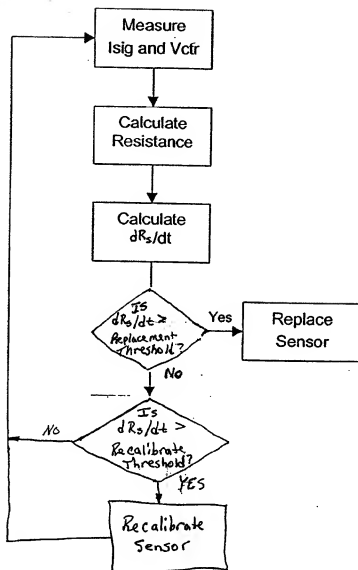 Measure
Isig and Vctr
Calculate
Resistance
Calculate
dRs/dt
Is
dRs/dt >
Replacement
Threshold?
Yes
Replace
Sensor
No
Is
dRs/dt >
Recalibrate
Threshold?
No
YES
Recalibrate
Sensor